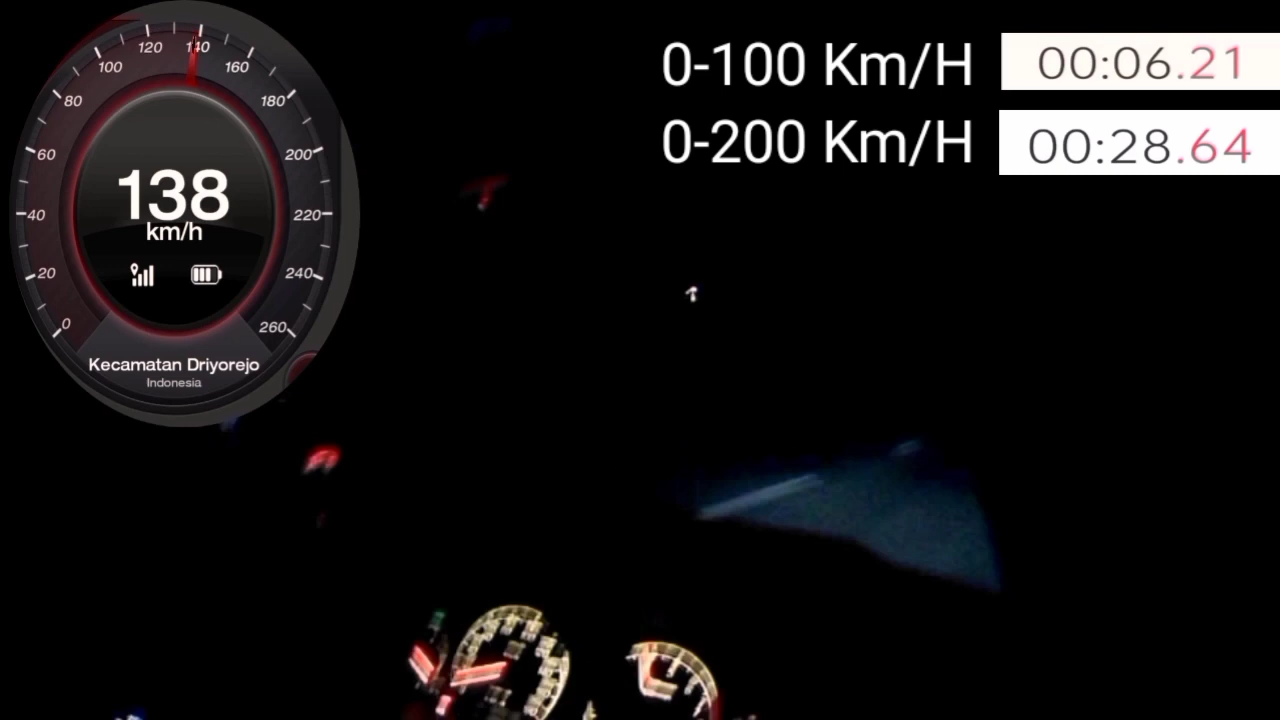 0-100 Km/H 00:06.21
0-200 Km/H 00:28.64
120 140
100 160
80 180
60 200
138
km/h
40 220
20 240
0 260
Kecamatan Driyorejo
Indonesia